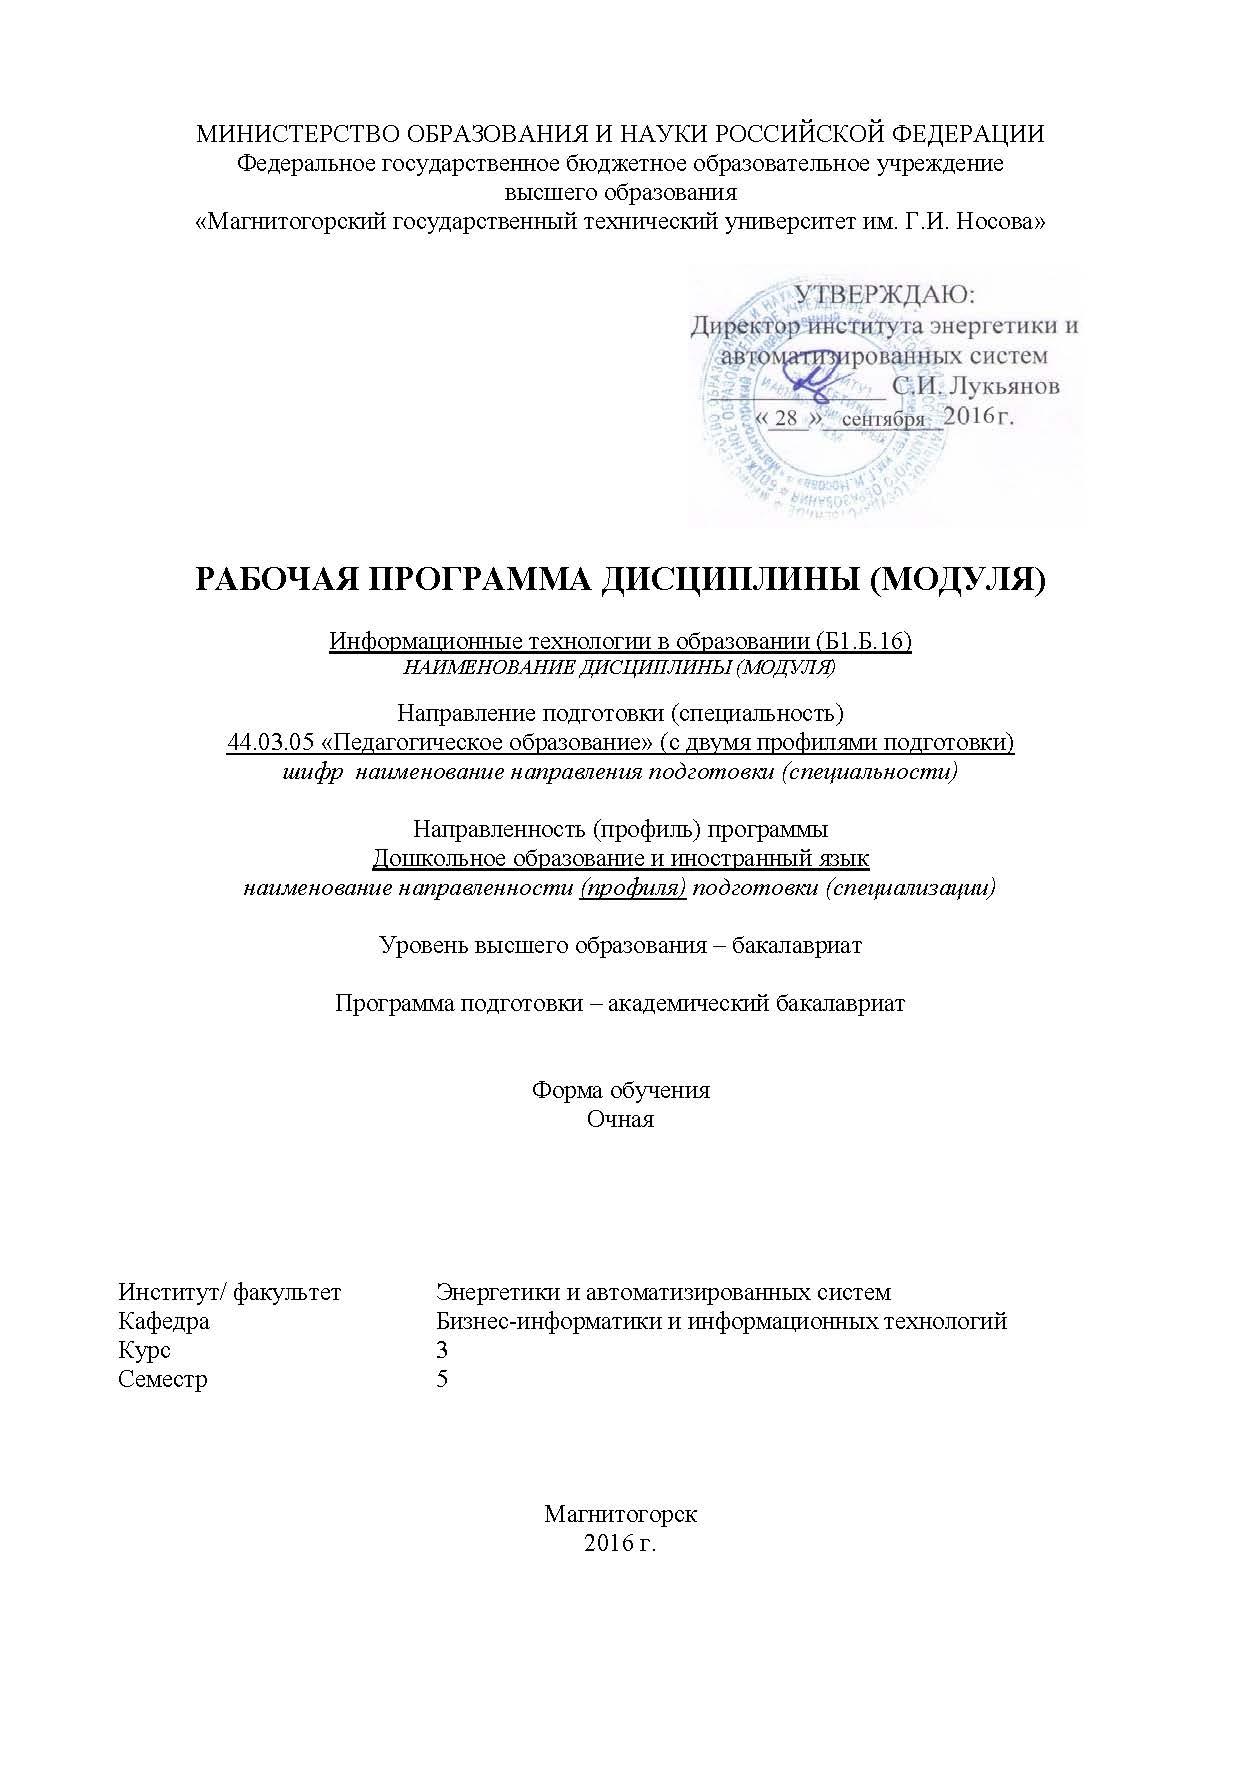 МИНИСТЕРСТВО ОБРАЗОВАНИЯ И НАУКИ РОССИЙСКОЙ ФЕДЕРАЦИИ
Федеральное государственное бюджетное образовательное учреждение
высшего образования
«Магнитогорский государственный технический университет им. Г.И. Носова»
УТВЕРЖДАЮ:
Директор института энергетики и
автоматизированных систем
С.И. Лукьянов
« 28 » сентября 2016 г.
РАБОЧАЯ ПРОГРАММА ДИСЦИПЛИНЫ (МОДУЛЯ)
Информационные технологии в образовании (Б1.Б.16)
НАИМЕНОВАНИЕ ДИСЦИПЛИНЫ (МОДУЛЯ)
Направление подготовки (специальность)
44.03.05 «Педагогическое образование» (с двумя профилями подготовки)
шифр наименование направления подготовки (специальности)
Направленность (профиль) программы
Дошкольное образование и иностранный язык
наименование направленности (профиля) подготовки (специализации)
Уровень высшего образования – бакалавриат
Программа подготовки – академический бакалавриат
Форма обучения
Очная
Институт/ факультет Энергетики и автоматизированных систем
Кафедра Бизнес-информатики и информационных технологий
Курс 3
Семестр 5
Магнитогорск
2016 г.